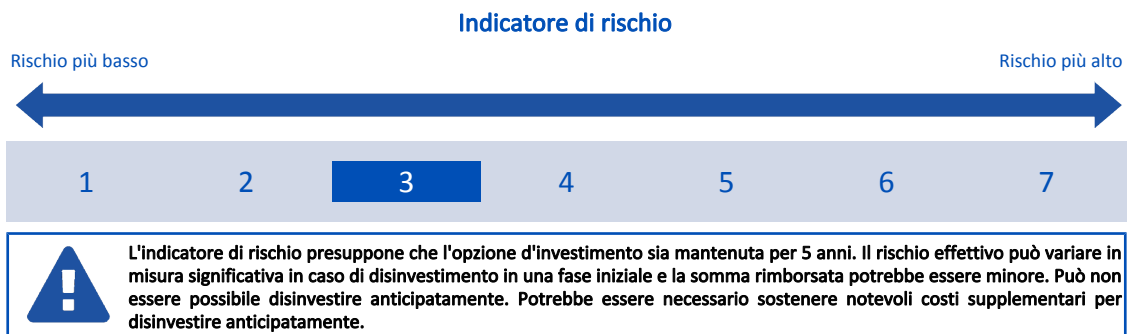 Indicatore di rischio
Rischio più basso
Rischio più alto
1 2 3 4 5 6 7
L'indicatore di rischio presuppone che l'opzione d'investimento sia mantenuta per 5 anni. Il rischio effettivo può variare in
misura significativa in caso di disinvestimento in una fase iniziale e la somma rimborsata potrebbe essere minore. Può non
essere possibile disinvestire anticipatamente. Potrebbe essere necessario sostenere notevoli costi supplementari per
disinvestire anticipatamente.